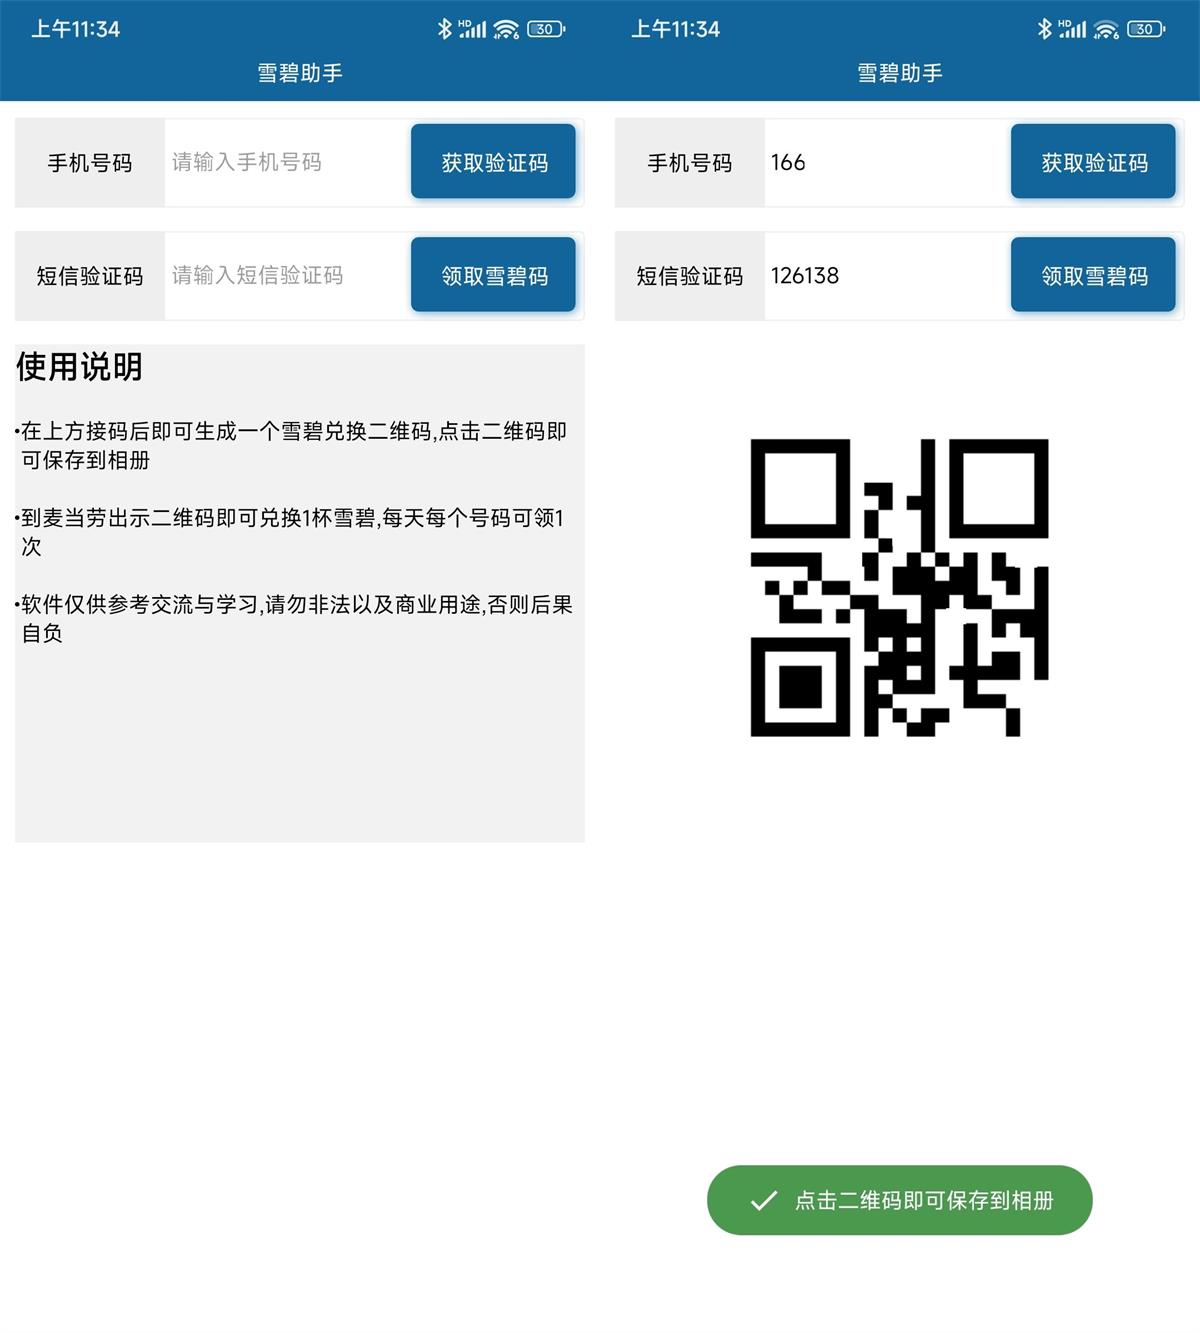 上午11:34
HD
6
30
雪碧助手
手机号码
请输入手机号码
获取验证码
短信验证码
请输入短信验证码
领取雪碧码
使用说明
•在上方接码后即可生成一个雪碧兑换二维码,点击二维码即
可保存到相册
•到麦当劳出示二维码即可兑换1杯雪碧,每天每个号码可领1
次
•软件仅供参考交流与学习,请勿非法以及商业用途,否则后果
自负
上午11:34
HD
6
30
雪碧助手
手机号码
166
获取验证码
短信验证码
126138
领取雪碧码
点击二维码即可保存到相册